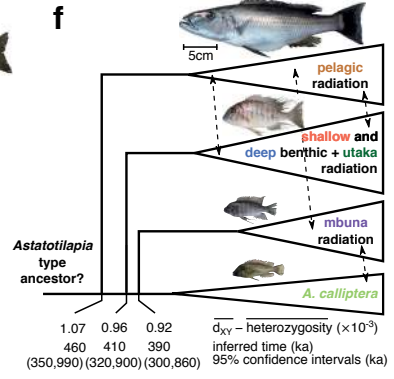 f
5cm
pelagic
radiation
shallow and
deep benthic + utaka
radiation
mbuna
radiation
Astatotilapia
type
ancestor?
A. calliptera
1.07 0.96 0.92 dXY – heterozygosity (×10-3)
460 410 390 inferred time (ka)
(350,990) (320,900) (300,860) 95% confidence intervals (ka)